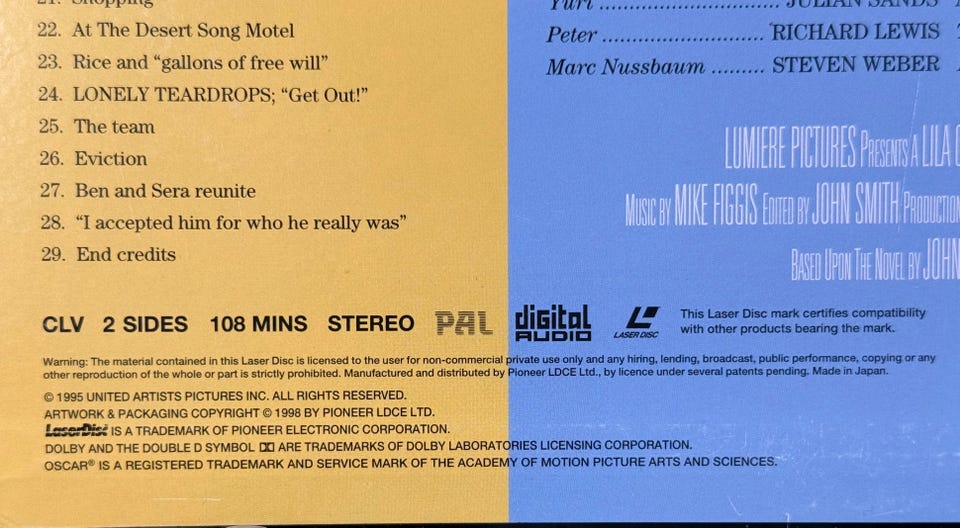 21. Shopping
22. At The Desert Song Motel
23. Rice and “gallons of free will”
24. LONELY TEARDROPS; “Get Out!”
25. The team
26. Eviction
27. Ben and Sera reunite
28. “I accepted him for who he really was”
29. End credits
Yuri .................. JULIAN SANDS
Peter ........................ RICHARD LEWIS
Marc Nussbaum ......... STEVEN WEBER
LUMIERE PICTURES PRESENTS A LILA
MUSIC BY MIKE FIGGIS EDITED BY JOHN SMITH PRODUCTION
BASED UPON THE NOVEL BY JOHN
CLV 2 SIDES 108 MINS STEREO PAL digital AUDIO LASER DISC
This Laser Disc mark certifies compatibility
with other products bearing the mark.
Warning: The material contained in this Laser Disc is licensed to the user for non-commercial private use only and any hiring, lending, broadcast, public performance, copying or any
other reproduction of the whole or part is strictly prohibited. Manufactured and distributed by Pioneer LDCE Ltd., by licence under several patents pending. Made in Japan.
© 1995 UNITED ARTISTS PICTURES INC. ALL RIGHTS RESERVED.
ARTWORK & PACKAGING COPYRIGHT © 1998 BY PIONEER LDCE LTD.
LaserDisc IS A TRADEMARK OF PIONEER ELECTRONIC CORPORATION.
DOLBY AND THE DOUBLE D SYMBOL ARE TRADEMARKS OF DOLBY LABORATORIES LICENSING CORPORATION.
OSCAR® IS A REGISTERED TRADEMARK AND SERVICE MARK OF THE ACADEMY OF MOTION PICTURE ARTS AND SCIENCES.